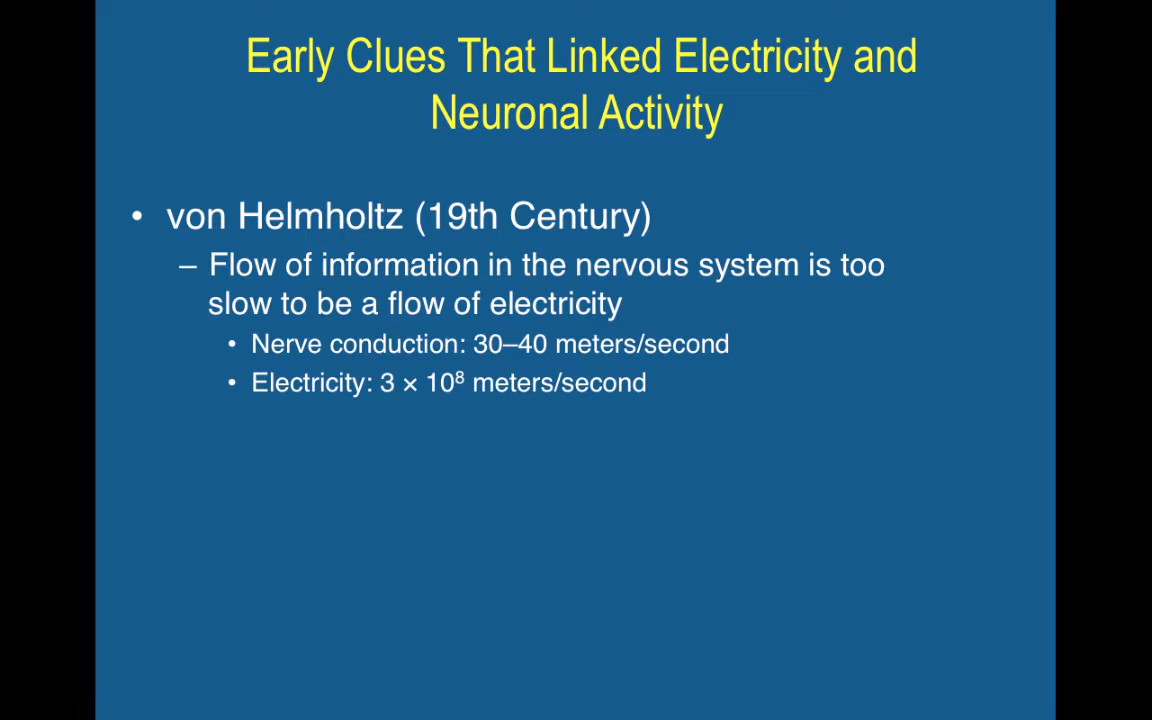 Early Clues That Linked Electricity and
Neuronal Activity
• von Helmholtz (19th Century)
– Flow of information in the nervous system is too
slow to be a flow of electricity
• Nerve conduction: 30–40 meters/second
• Electricity: 3 × 10⁸ meters/second